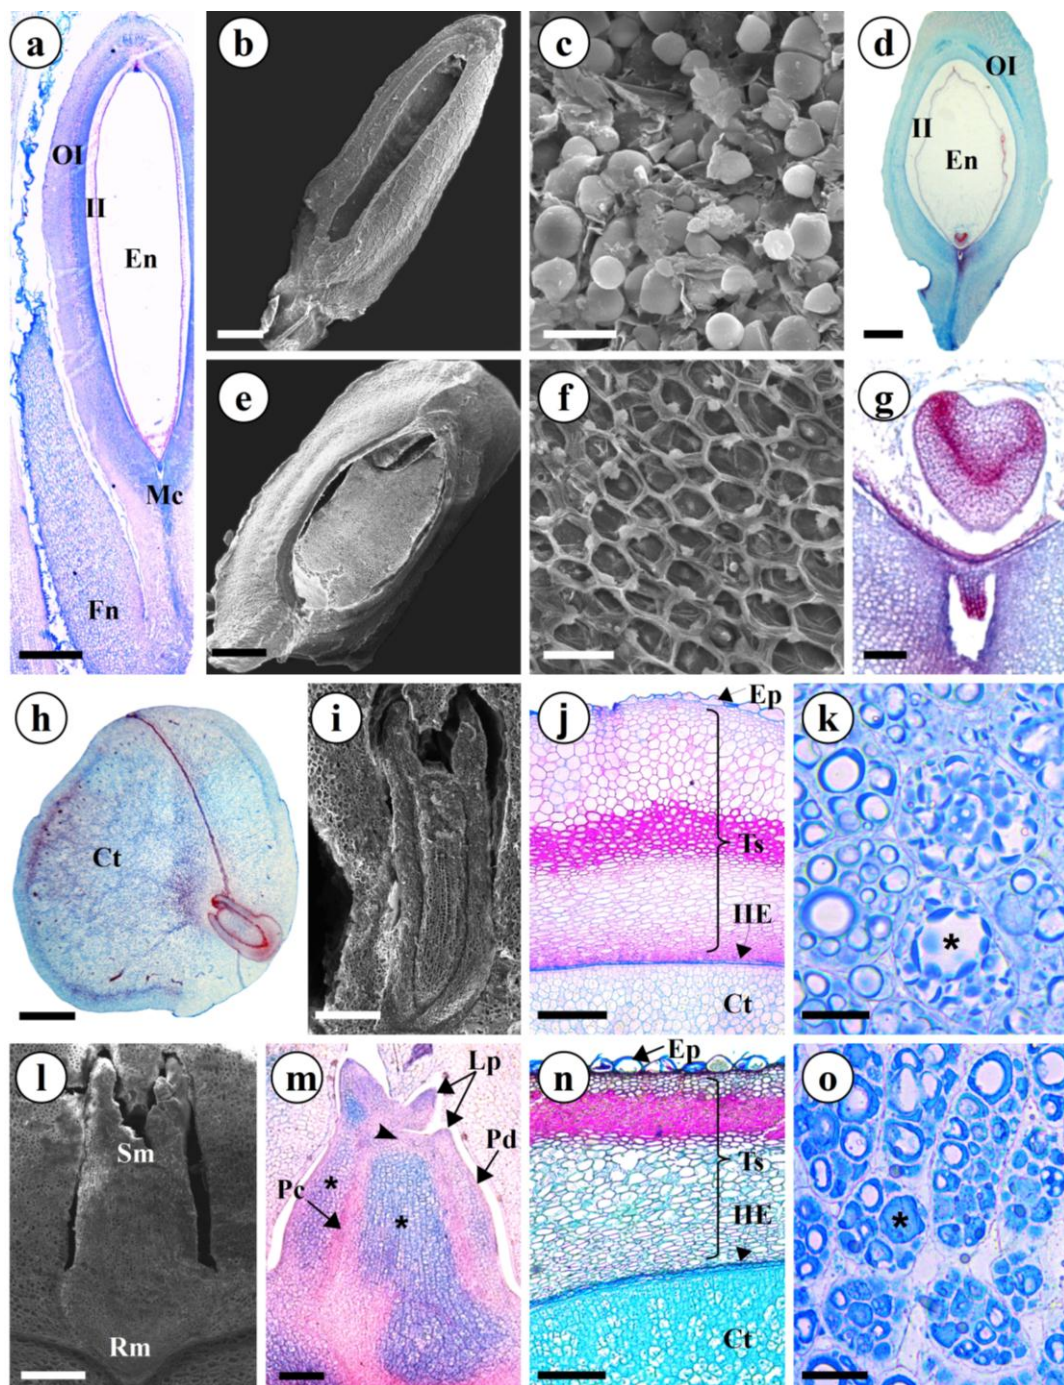 a
b
c
d
OI
OI
II
II
En
En
e
f
g
Mc
Fn
h
i
j
Ep
k
Ct
Ts
IIE
*
Ct
l
m
Lp
n
Ep
o
Sm
Pd
Ts
*
Pc
*
IIE
*
Rm
Ct